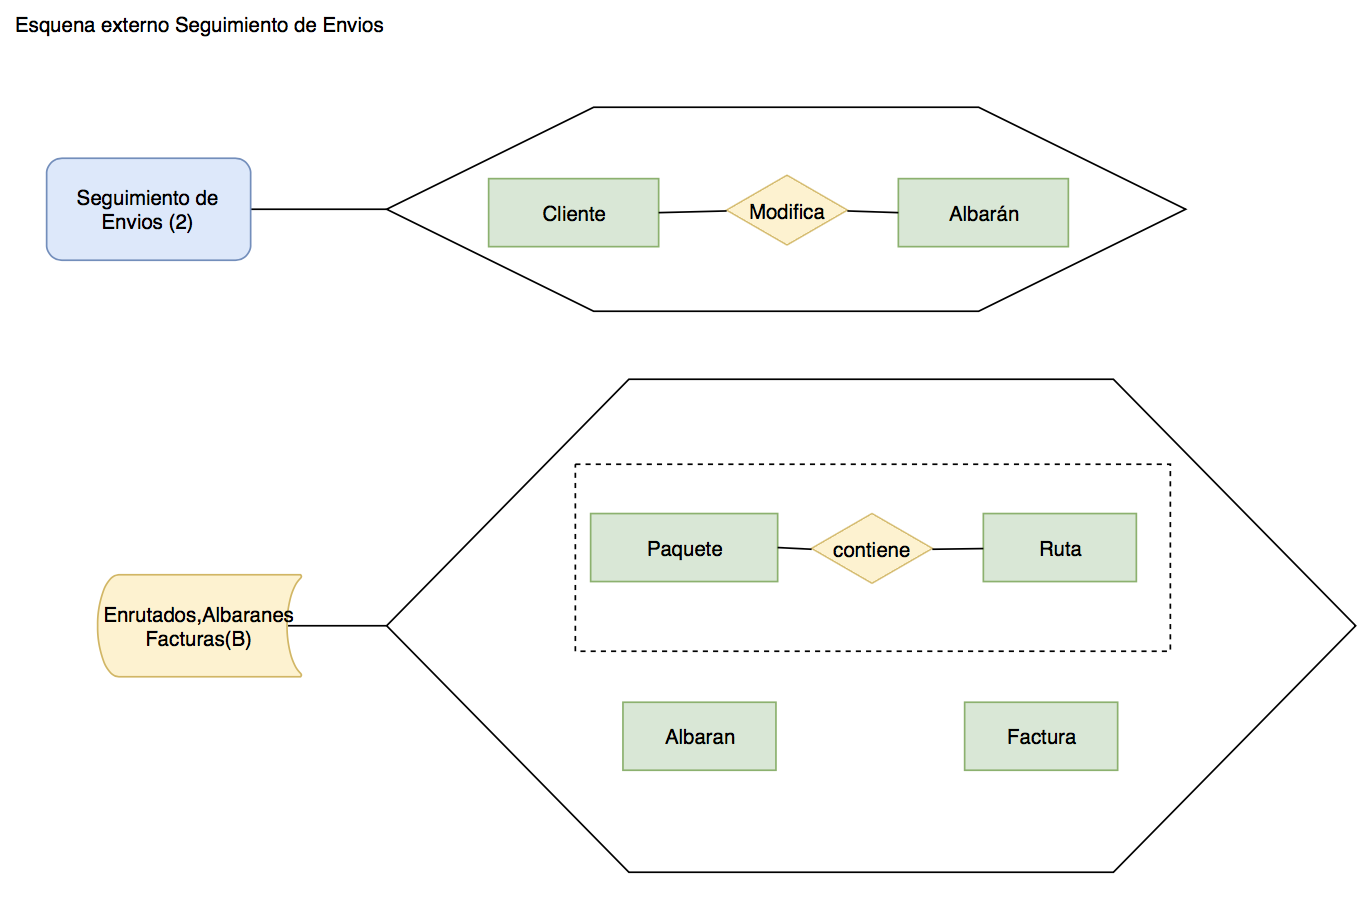 Esquena externo Seguimiento de Envios
Seguimiento de
Envios (2)
Cliente
Modifica
Albarán
Paquete
contiene
Ruta
Enrutados,Albaranes
Facturas(B)
Albaran
Factura